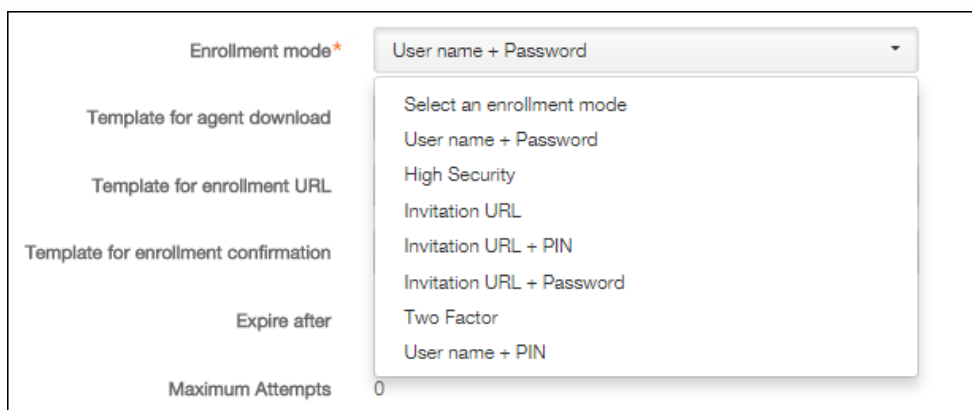 Enrollment mode* User name + Password
Select an enrollment mode
Template for agent download
User name + Password
Template for enrollment URL
High Security
Invitation URL
Template for enrollment confirmation
Invitation URL + PIN
Invitation URL + Password
Expire after
Two Factor
User name + PIN
Maximum Attempts 0